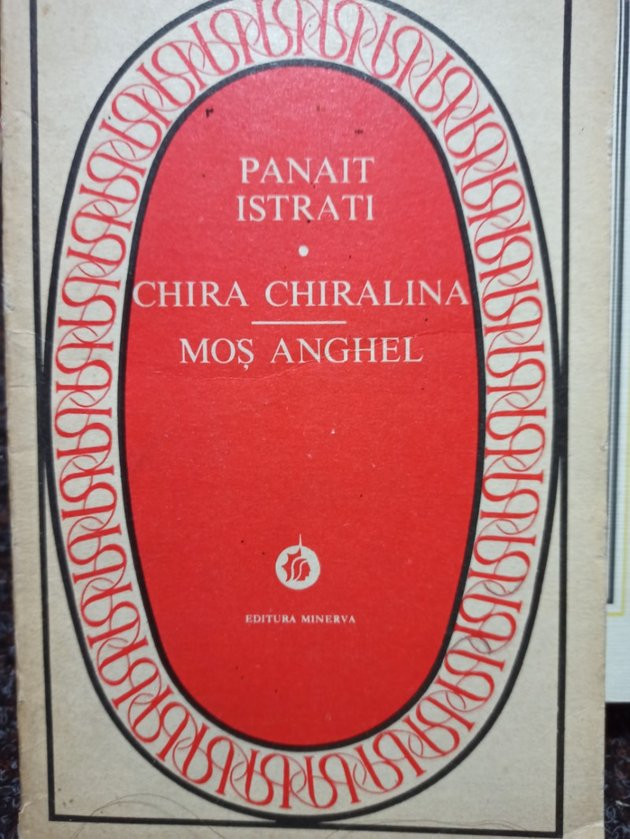 PANAIT
ISTRATI
CHIRA CHIRALINA
MOȘ ANGHEL
EDITURA MINERVA